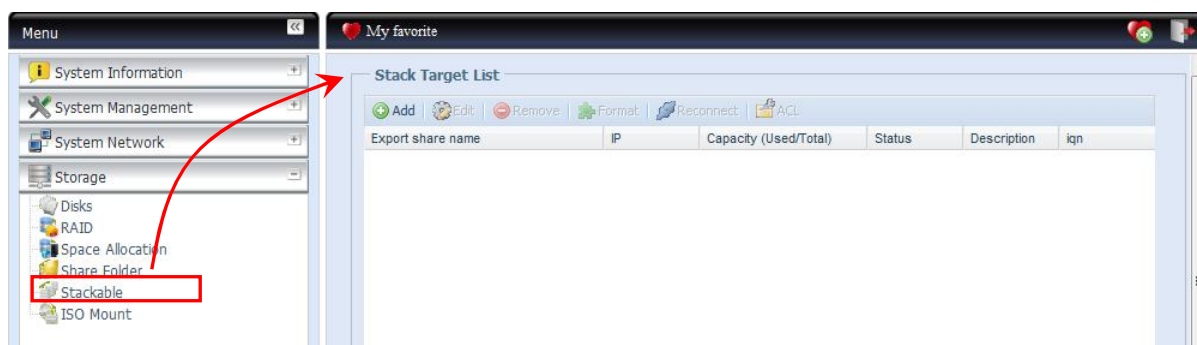 Menu
My favorite
System Information
System Management
System Network
Storage
Disks
RAID
Space Allocation
Share Folder
Stackable
ISO Mount
Stack Target List
Add Edit Remove Format Reconnect ACL
Export share name IP Capacity (Used/Total) Status Description iqn